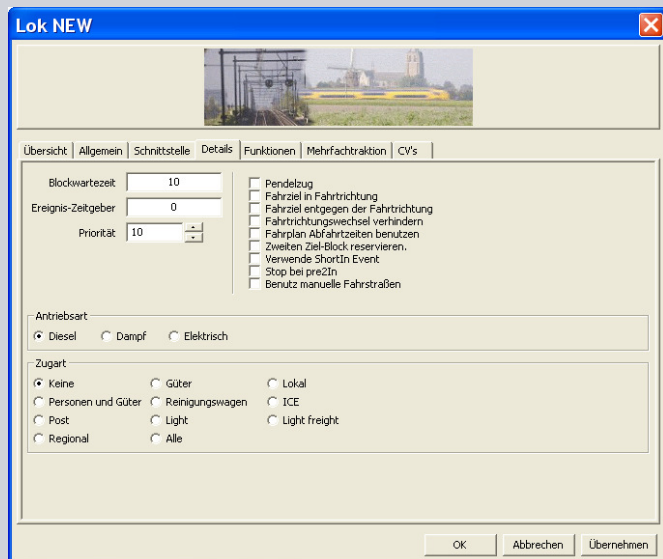 Lok NEW
Übersicht Allgemein Schnittstelle Details Funktionen Mehrfachtraktion CV's
Blockwartezeit 10
Ereignis-Zeitgeber 0
Priorität 10
Pendelzug
Fahrziel in Fahrtrichtung
Fahrziel entgegen der Fahrtrichtung
Fahrtrichtungswechsel verhindern
Fahrplan Abfahrtzeiten benutzen
Zweiten Ziel-Block reservieren.
Verwende ShortIn Event
Stop bei pre2In
Benutz manuelle Fahrstraßen
Antriebsart
Diesel Dampf Elektrisch
Zugart
Keine Güter Lokal
Personen und Güter Reinigungswagen ICE
Post Light Light freight
Regional Alle
OK Abbrechen Übernehmen